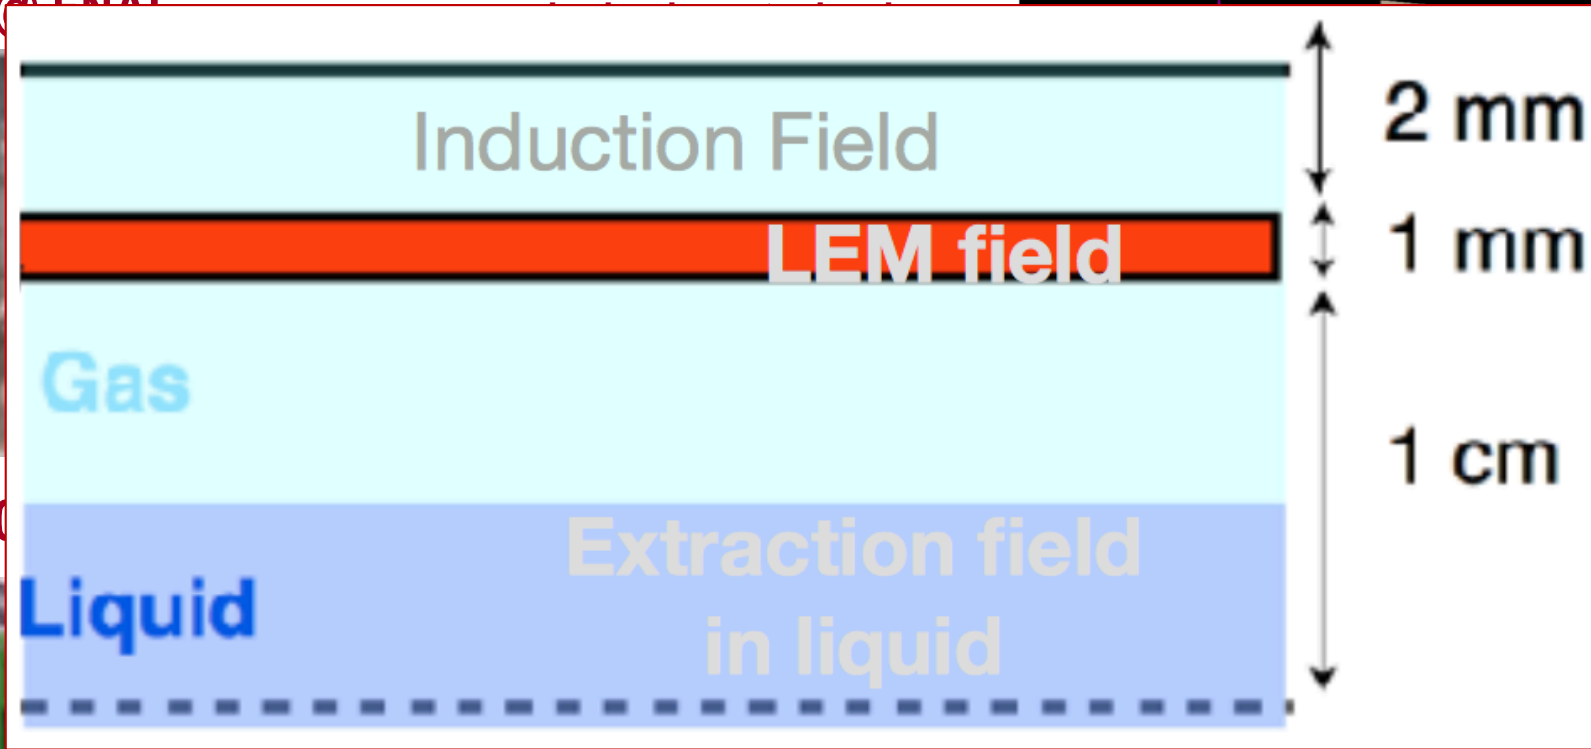 Induction Field
2 mm
LEM field
1 mm
Gas
1 cm
Extraction field
in liquid
Liquid